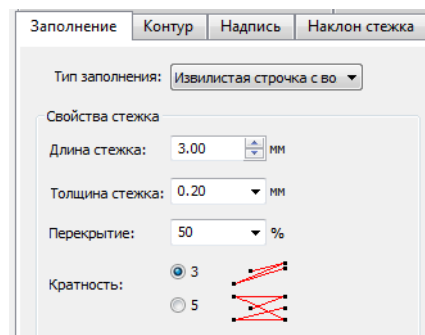 Заполнение Контур Надпись Наклон стежка
Тип заполнения: Извилистая строчка с во
Свойства стежка
Длина стежка: 3.00 мм
Толщина стежка: 0.20 мм
Перекрытие: 50 %
Кратность: 3
5